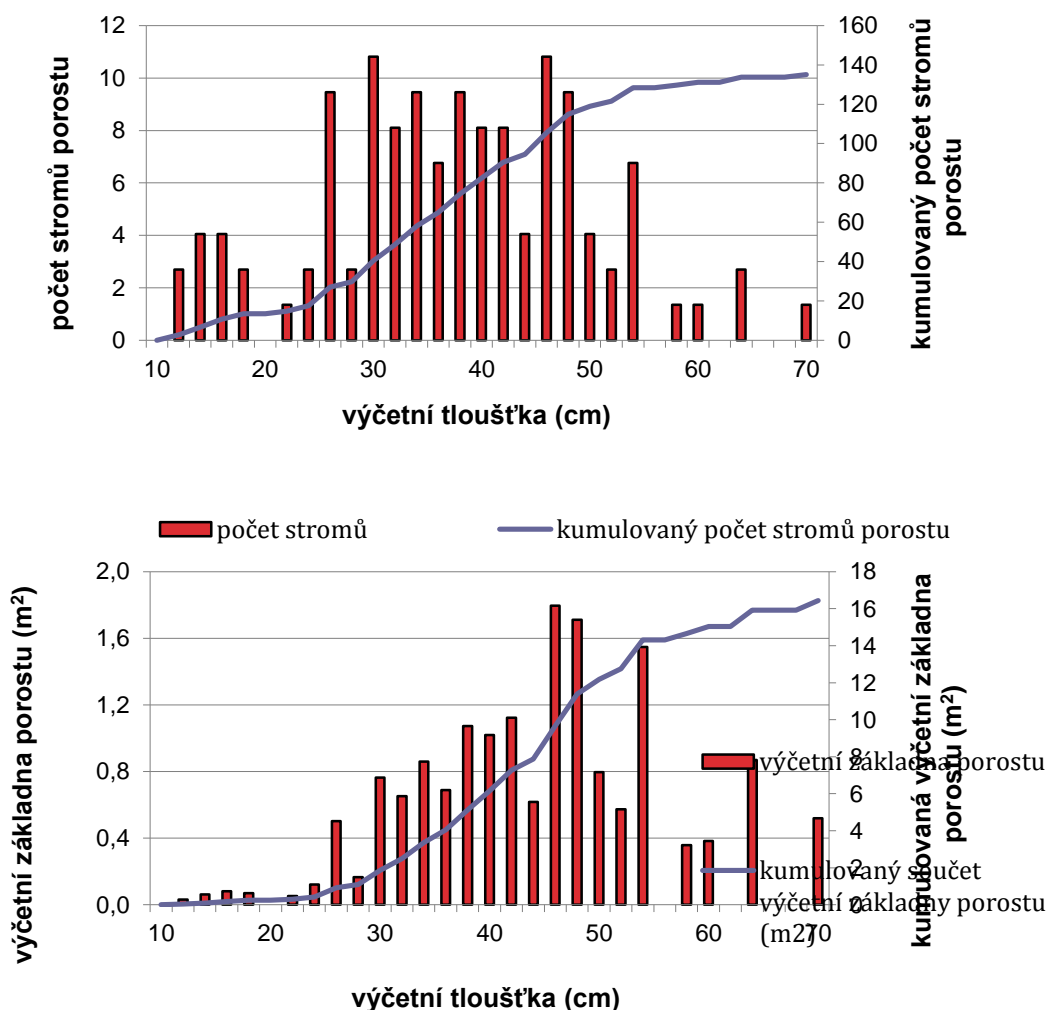 12
10
8
6
4
2
0
160
140
120
100
80
60
40
20
0
10 20 30 40 50 60 70
počet stromů porostu
kumulovaný počet stromů
porostu
výčetní tloušťka (cm)
počet stromů
kumulovaný počet stromů porostu
2,0
1,6
1,2
0,8
0,4
0,0
18
16
14
12
10
8
6
4
2
0
10 20 30 40 50 60 70
výčetní základna porostu (m²)
kumulovaná výčetní základna
porostu (m²)
výčetní základna porostu
kumulovaný součet
výčetní základny porostu
(m2)
výčetní tloušťka (cm)